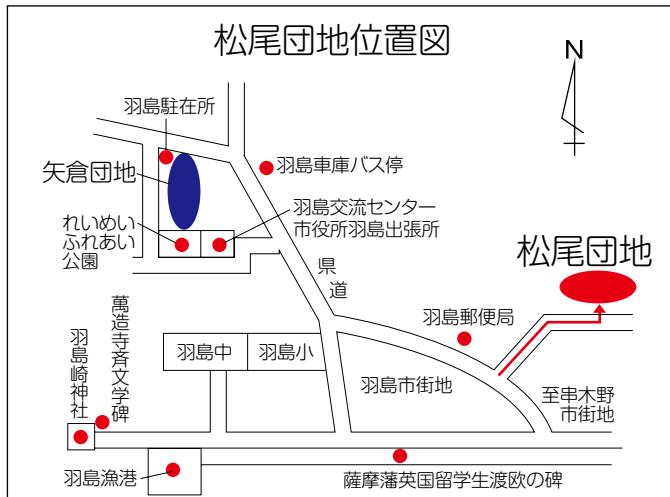 松尾団地位置図
N
羽島駐在所
矢倉団地
羽島車庫バス停
れいめい
ふれあい
公園
羽島交流センター
市役所羽島出張所
県道
松尾団地
萬造寺斉文学碑
羽島崎神社
羽島中
羽島小
羽島郵便局
羽島市街地
至串木野
市街地
羽島漁港
薩摩藩英国留学生渡欧の碑